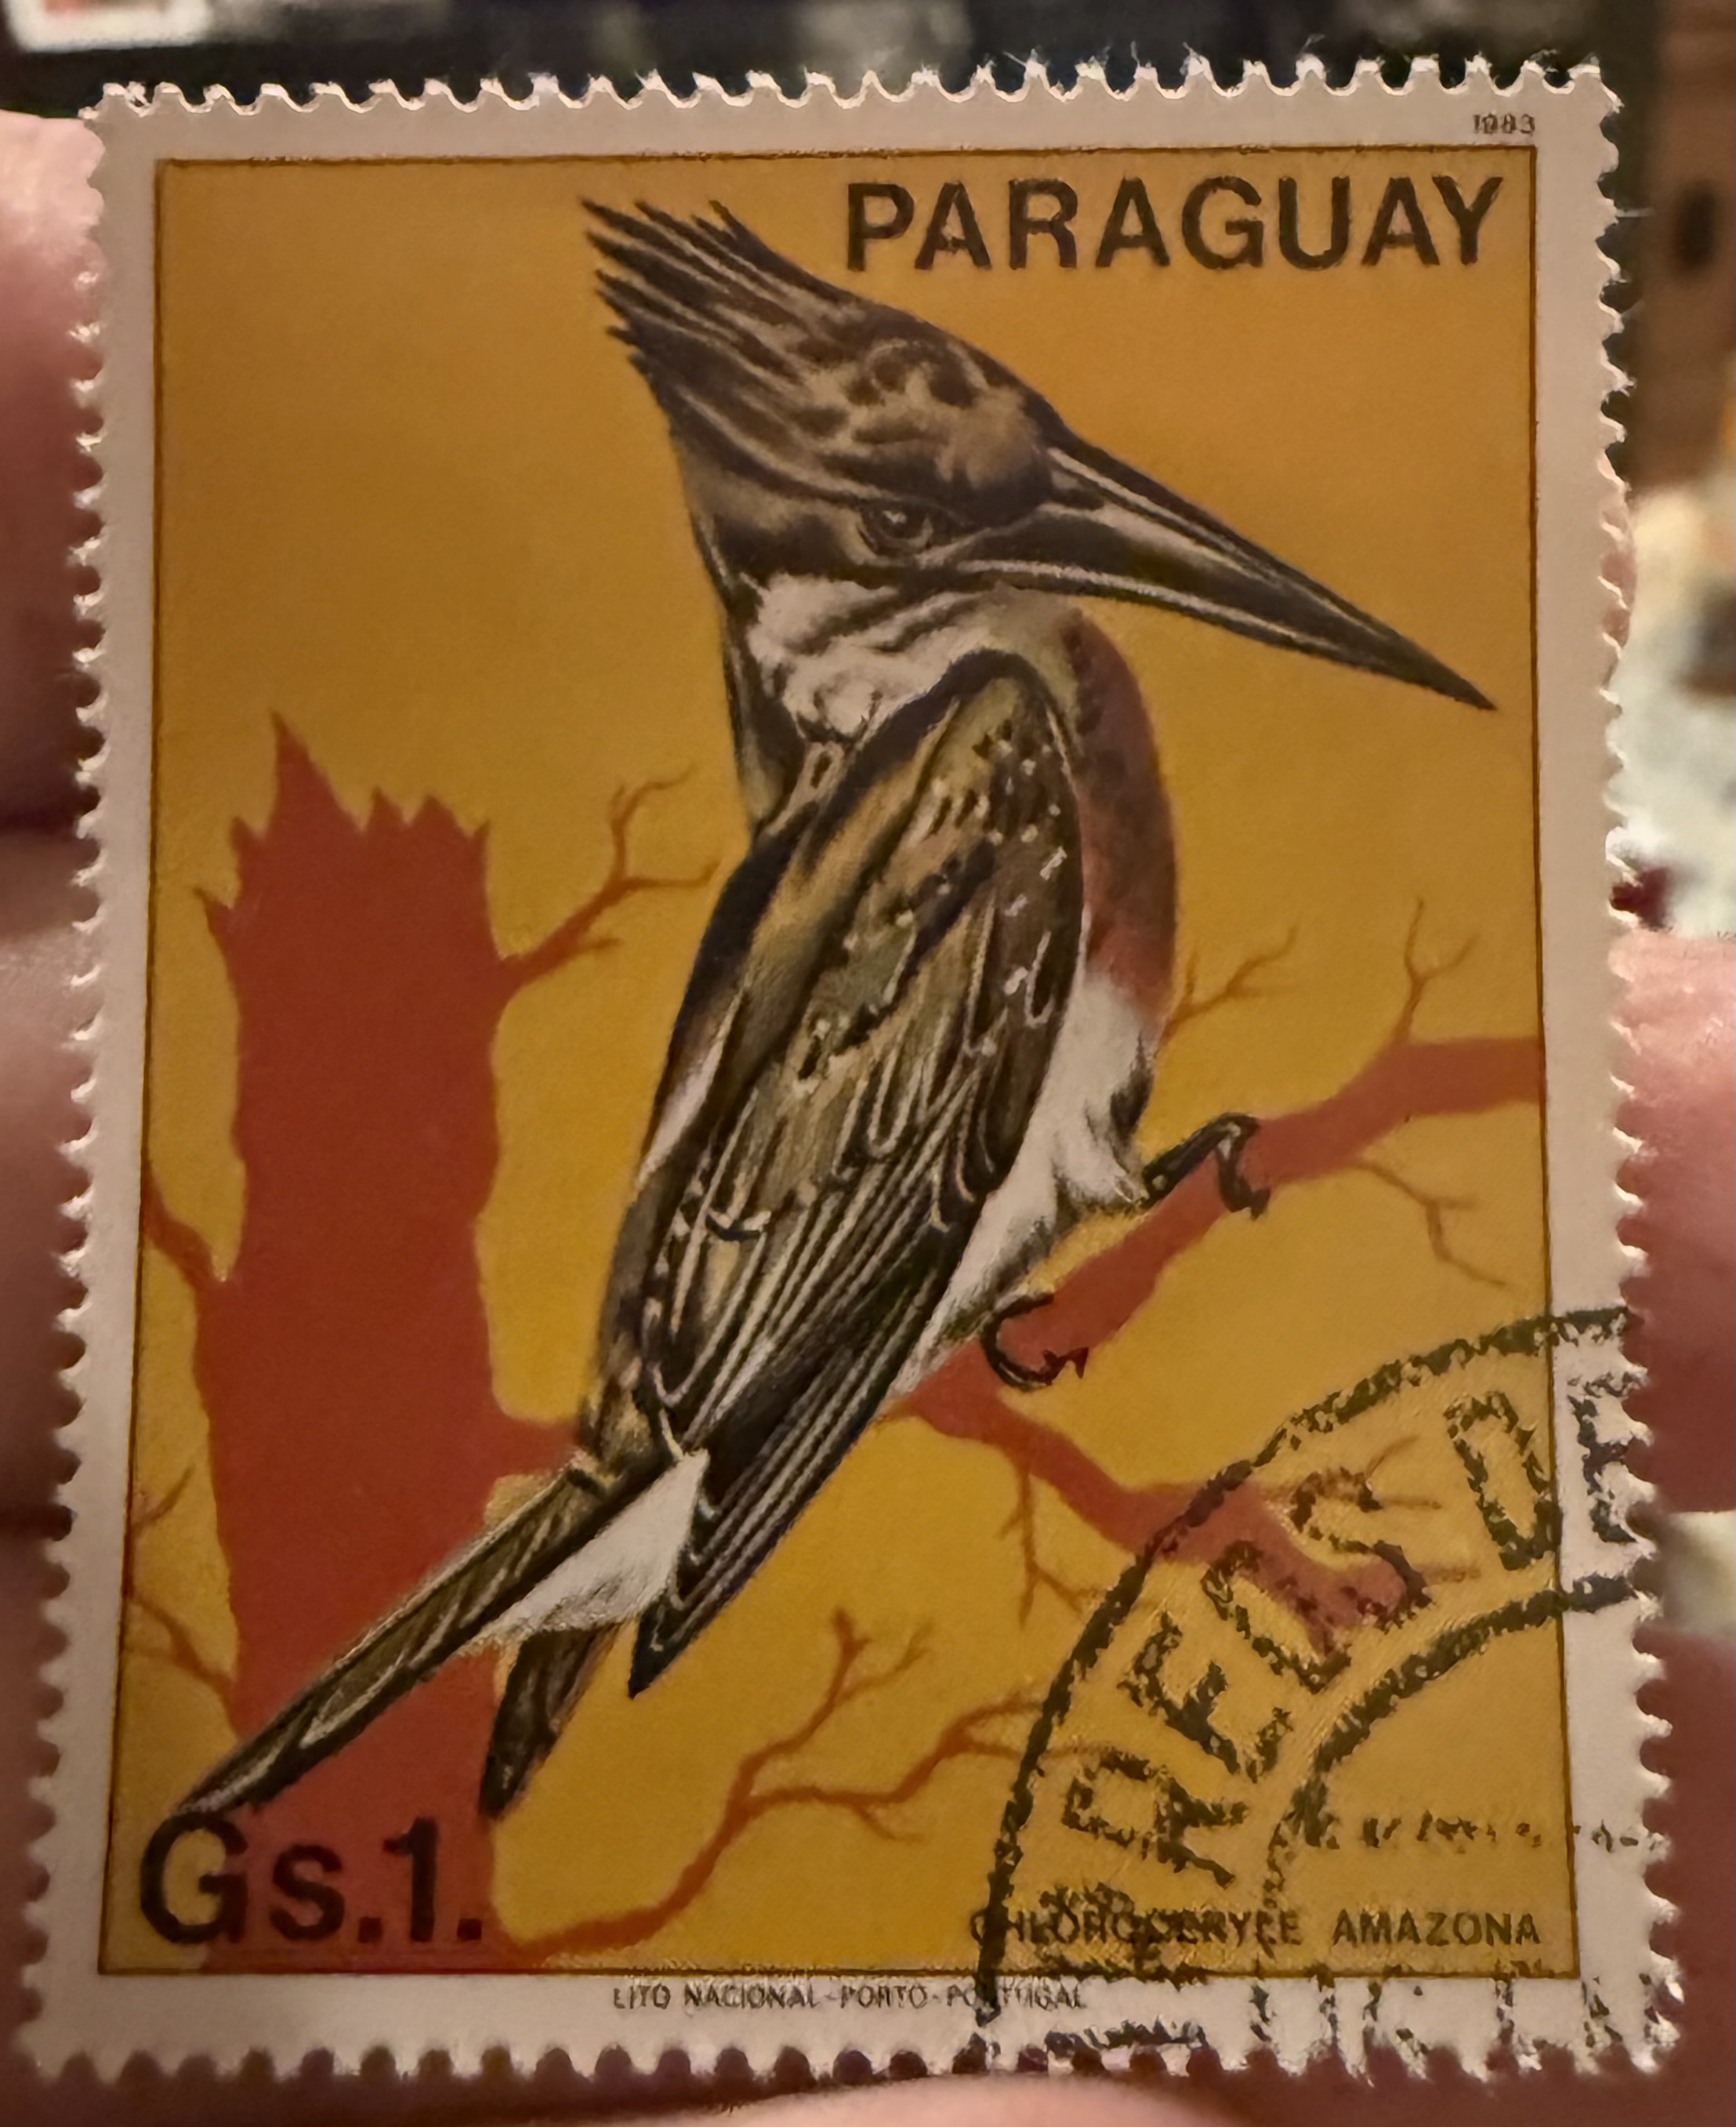 1983
PARAGUAY
Gs.1.
CHLOROCERYLE AMAZONA
LITO NACIONAL - PORTO - PORTUGAL